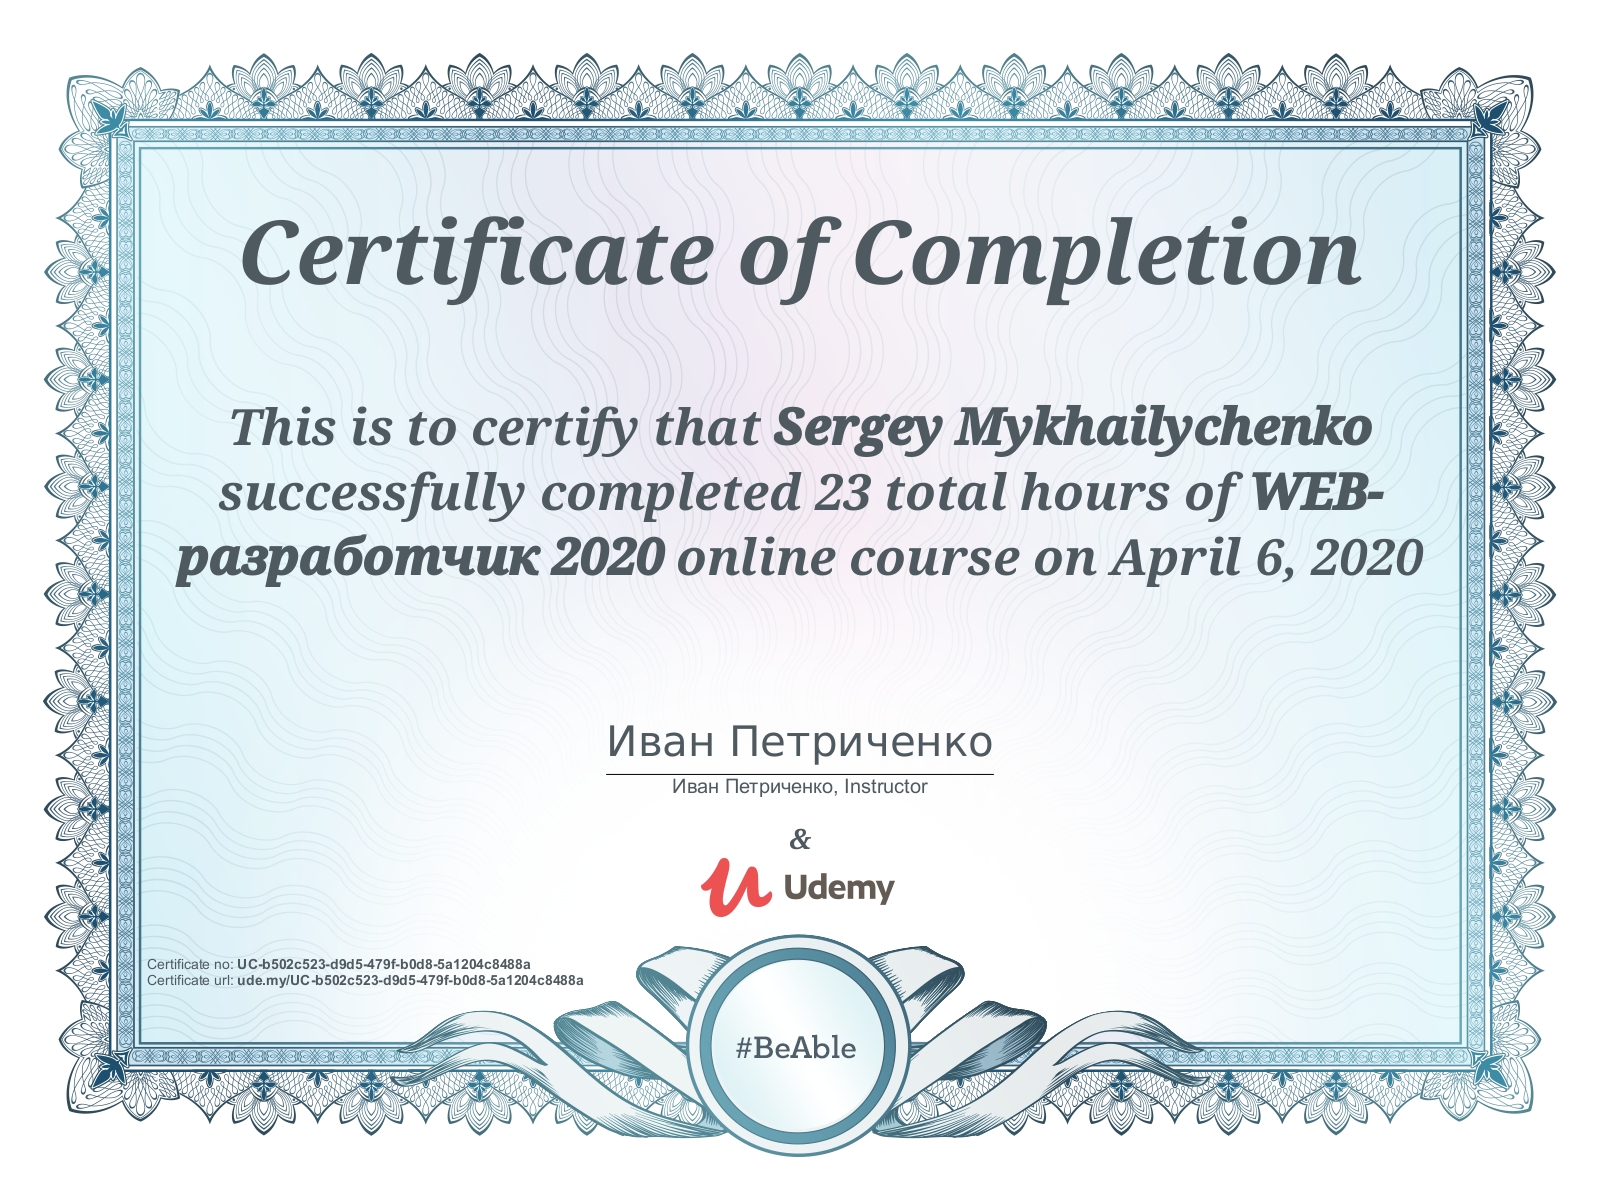 Certificate of Completion
This is to certify that Sergey Mykhailychenko
successfully completed 23 total hours of WEB-
разработчик 2020 online course on April 6, 2020
Иван Петриченко
Иван Петриченко, Instructor
&
Udemy
Certificate no: UC-b502c523-d9d5-479f-b0d8-5a1204c8488a
Certificate url: ude.my/UC-b502c523-d9d5-479f-b0d8-5a1204c8488a
#BeAble